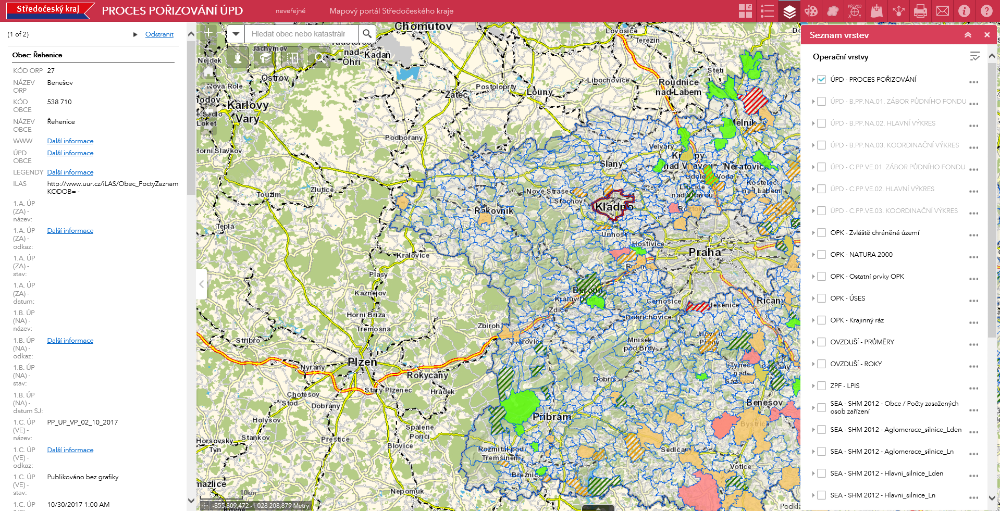 Středočeský kraj
PROCES POŘIZOVÁNÍ ÚPD
neveřejné
Mapový portál Středočeského kraje
PŘEVOD
X,Y
(1 of 2)
Odstranit
Obec: Řehenice
KÓD ORP 27
NÁZEV ORP Benešov
KÓD OBCE 538 710
NÁZEV OBCE Řehenice
WWW Další informace
ÚPD OBCE Další informace
LEGENDY Další informace
ILAS http://www.uur.cz/iLAS/Obec_PoctyZaznam
KODOB= -
1.A. ÚP (ZA) - název:
1.A. ÚP (ZA) - odkaz: Další informace
1.A. ÚP (ZA) - stav:
1.A. ÚP (ZA) - datum:
1.B. ÚP (NA) - název:
1.B. ÚP (NA) - odkaz: Další informace
1.B. ÚP (NA) - stav:
1.B. ÚP (NA) - datum SJ:
1.C. ÚP (VE) - název: PP_UP_VP_02_10_2017
1.C. ÚP (VE) - odkaz: Další informace
1.C. ÚP (VE) - stav: Publikováno bez grafiky
1.C. ÚP 10/30/2017 1:00 AM
Hledat obec nebo katastrálr
Chomutov
Lovosice
Terezín
Jáchymov
Nejdek
nad
Ohří
Kadaň
Ostrov
Nová Role
Štětí
Libochovice
Roudnice
nad Labem
Postoloprty
Louny
Žatec
Karlovy
Vary
Loket
Mělník
Podbořany
Horní Slavkov
Velvary
Slaný
nad Vltavou
Neratovic
Kostelec
nad Labem
Libčice
nad Vltavou
Odolena Voda
Nové Strašec
Stochov
Kladno
Žlutice
Toužim
Rakovník
Roztoky
Teplá
Unhošť
Hostivice
Praha
Kralovice
Plasy
Beroun
Králův Dvůr
Kaznějov
Zdice
Černošice
Jesenice
Říčany
Dobřichovice
Horní Bříza
Třemošná
Zbiroh
Hořovice
Mníšek
pod Brdy
Jílové u
Prahy
Stříbro
Plzeň
Nýřany
Rokycany
Týnec
nad
Sázavou
Čerčany
Dobříš
Starý Plzenec
Hrádek
Chotěšov
Stod
Dobřany
Benešov
Příbram
Holýšov
Spálené
Poříčí
Bystřice
Stankov
Přeštice
Horšovský
Týn
Blovice
Rožmitál pod
Třemšínem
Sedlčany
Votice
Březnice
mažlice
Nepomuk
10km
-855 809,472 -1 028 208,879 Metry
Podkla
Seznam vrstev
Operační vrstvy
ÚPD - PROCES POŘIZOVÁNÍ
ÚPD - B.PP.NA.01. ZÁBOR PŮDNÍHO FONDU
ÚPD - B.PP.NA.02. HLAVNÍ VÝKRES
ÚPD - B.PP.NA.03. KOORDINAČNÍ VÝKRES
ÚPD - C.PP.VE.01. ZÁBOR PŮDNÍHO FONDU
ÚPD - C.PP.VE.02. HLAVNÍ VÝKRES
ÚPD - C.PP.VE.03. KOORDINAČNÍ VÝKRES
OPK - Zvláště chráněná území
OPK - NATURA 2000
OPK - Ostatní prvky OPK
OPK - ÚSES
OPK - Krajinný ráz
OVZDUŠÍ - PRŮMĚRY
OVZDUŠÍ - ROKY
ZPF - LPIS
SEA - SHM 2012 - Obce / Počty zasažených
osob zařízení
SEA - SHM 2012 - Aglomerace_silnice_Lden
SEA - SHM 2012 - Aglomerace_silnice_Ln
SEA - SHM 2012 - Hlavni_silnice_Lden
SEA - SHM 2012 - Hlavni_silnice_Ln